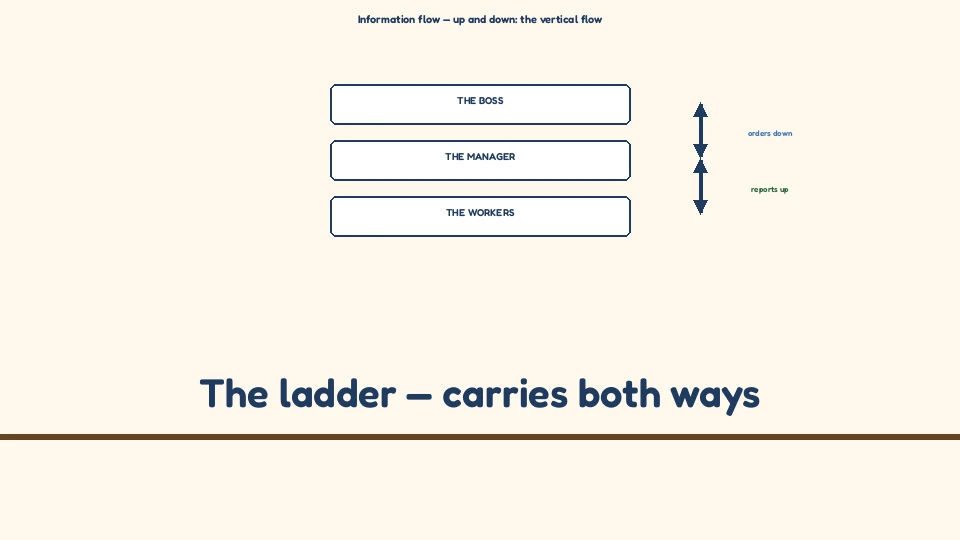 Information flow — up and down: the vertical flow
THE BOSS
THE MANAGER
THE WORKERS
orders down
reports up
The ladder — carries both ways